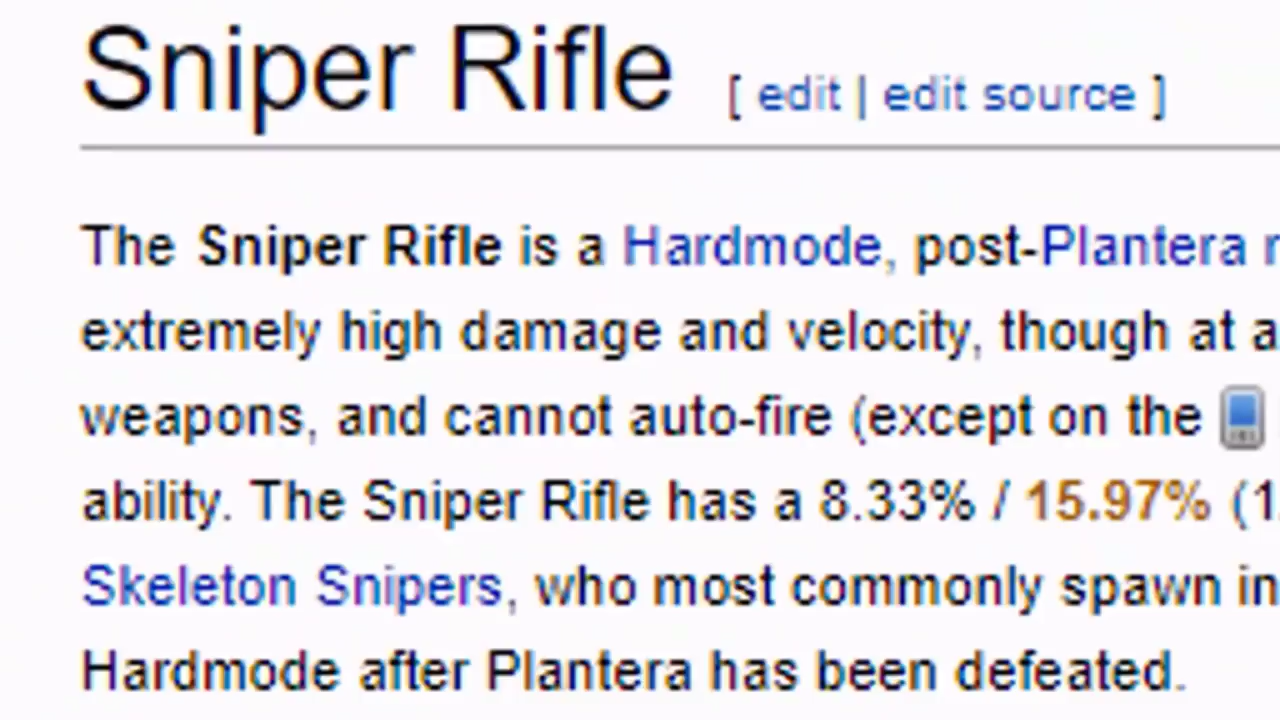 Sniper Rifle [ edit | edit source ]
The Sniper Rifle is a Hardmode, post-Plantera
extremely high damage and velocity, though at a
weapons, and cannot auto-fire (except on the
ability. The Sniper Rifle has a 8.33% / 15.97% (1
Skeleton Snipers, who most commonly spawn in
Hardmode after Plantera has been defeated.